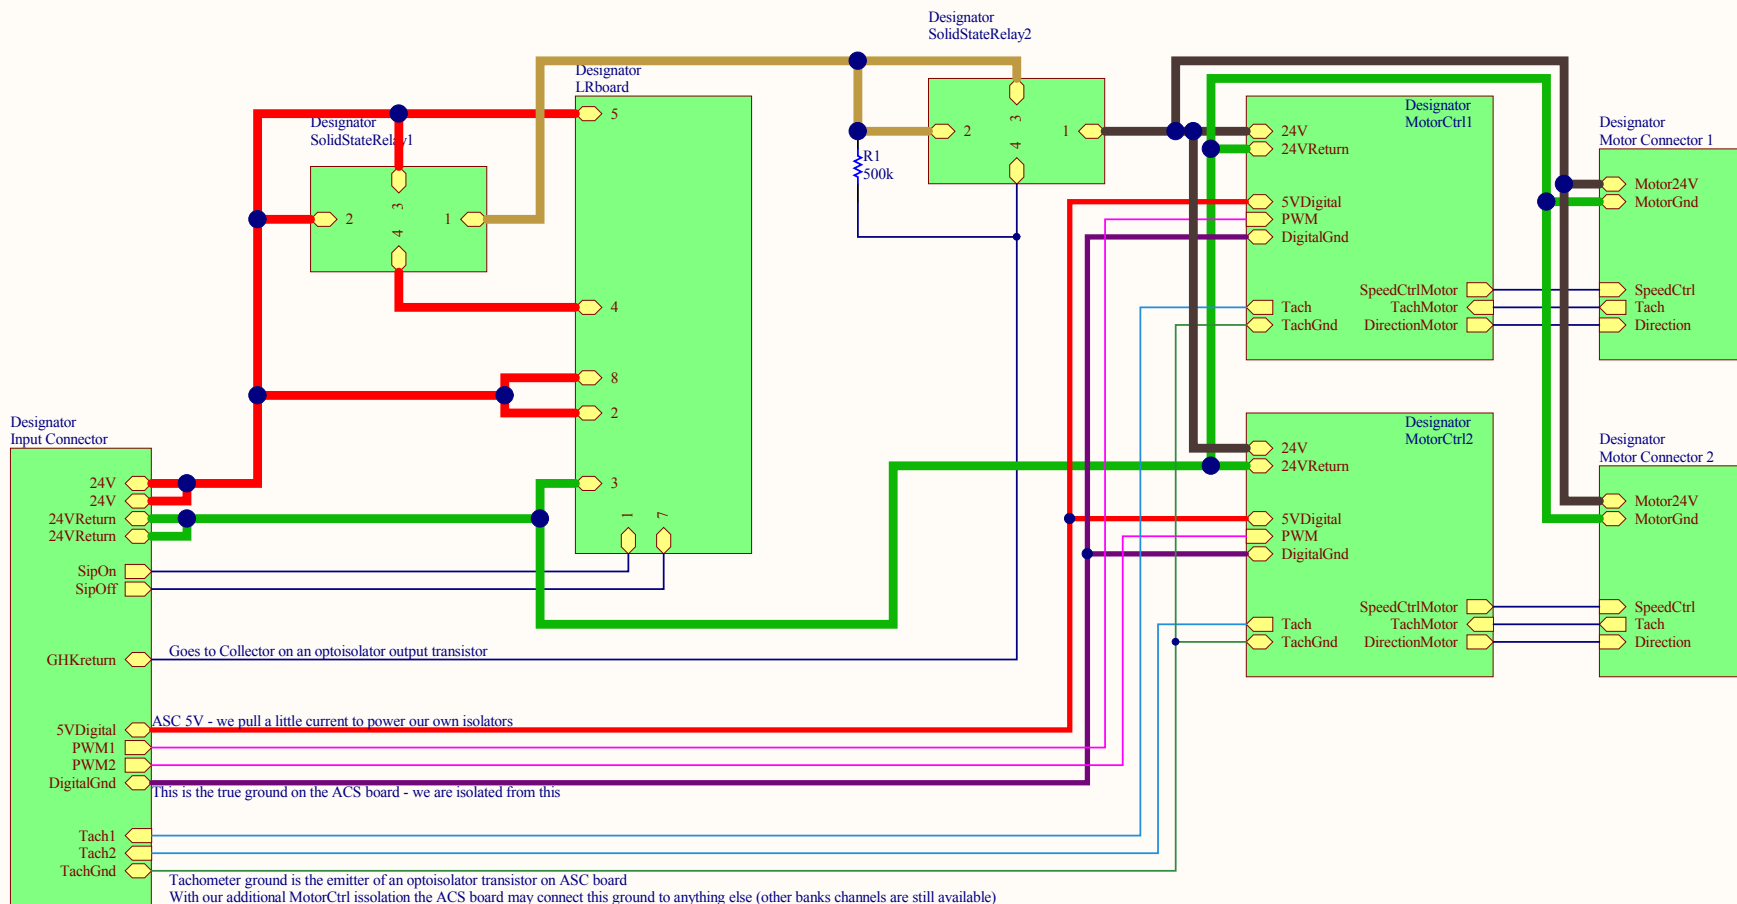 Designator
SolidStateRelay2
Designator
LRboard
Designator
SolidStateRelay1
5
3
2
1
4
4
8
2
3
1
7
R1
500k
3
2
1
4
Designator
MotorCtrl1
24V
24VReturn
5VDigital
PWM
DigitalGnd
SpeedCtrlMotor
Tach
TachMotor
TachGnd
DirectionMotor
Designator
Motor Connector 1
Motor24V
MotorGnd
SpeedCtrl
Tach
Direction
Designator
MotorCtrl2
24V
24VReturn
5VDigital
PWM
DigitalGnd
SpeedCtrlMotor
Tach
TachMotor
TachGnd
DirectionMotor
Designator
Motor Connector 2
Motor24V
MotorGnd
SpeedCtrl
Tach
Direction
Designator
Input Connector
24V
24V
24VReturn
24VReturn
SipOn
SipOff
GHKreturn
Goes to Collector on an optoisolator output transistor
ASC 5V - we pull a little current to power our own isolators
5VDigital
PWM1
PWM2
DigitalGnd
This is the true ground on the ACS board - we are isolated from this
Tach1
Tach2
TachGnd
Tachometer ground is the emitter of an optoisolator transistor on ASC board
With our additional MotorCtrl issolation the ACS board may connect this ground to anything else (other banks channels are still available)